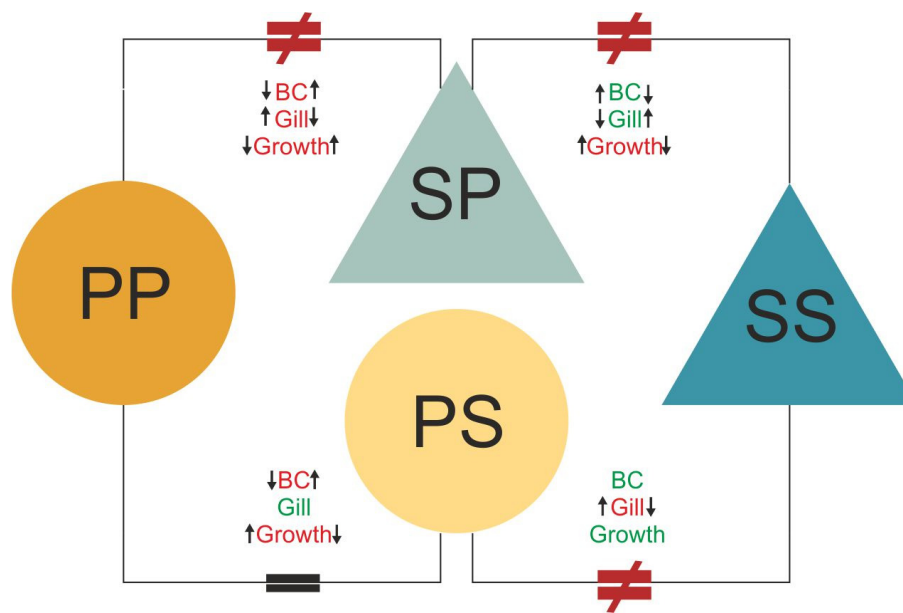 ↓BC↑
↑Gill↓
↓Growth↑
↑BC↓
↓Gill↑
↑Growth↓
SP
PP
SS
PS
↓BC↑
Gill
↑Growth↓
BC
↑Gill↓
Growth